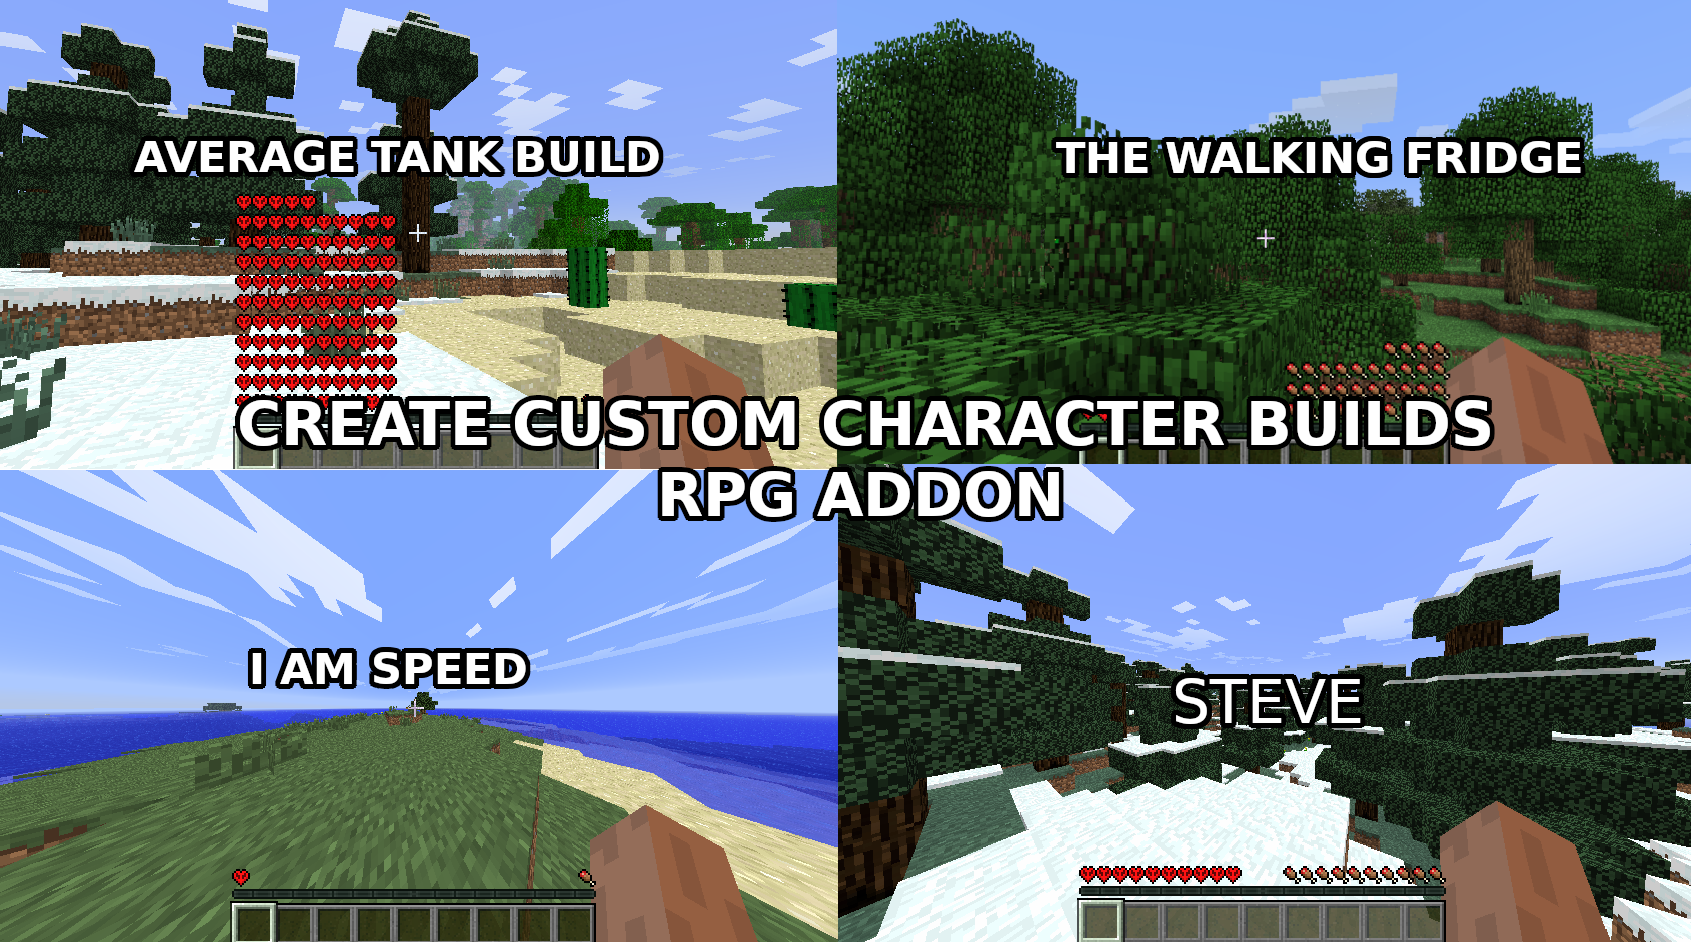 AVERAGE TANK BUILD
THE WALKING FRIDGE
CREATE CUSTOM CHARACTER BUILDS
RPG ADDON
I AM SPEED
STEVE